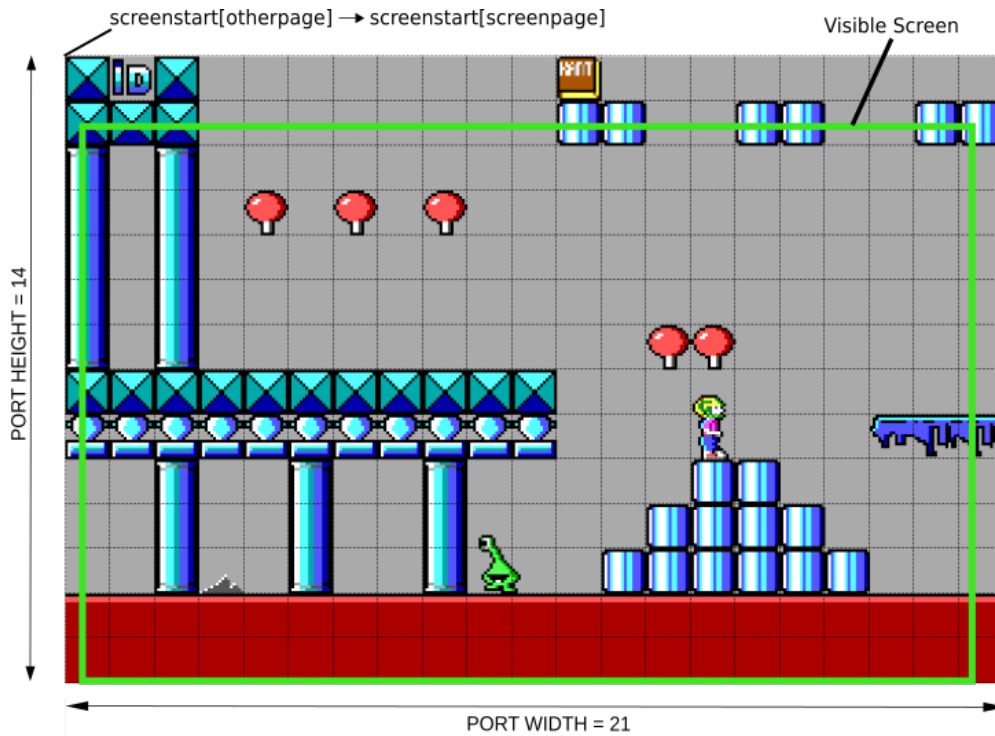 screenstart[otherpage] → screenstart[screenpage]
Visible Screen
iD
PORT HEIGHT = 14
PORT WIDTH = 21